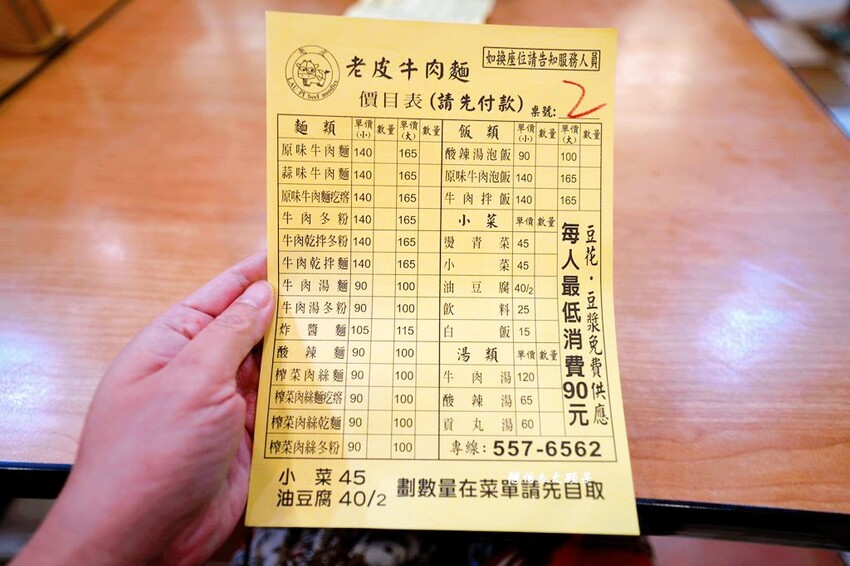 LAU PI beef noodles
老皮牛肉麵
如換座位請告知服務人員
價目表(請先付款)
桌號: 2
麵類 單價(小) 數量 單價(大) 數量
原味牛肉麵 140 165
蒜味牛肉麵 140 165
原味牛肉麵疙瘩 140 165
牛肉冬粉 140 165
牛肉乾拌冬粉 140 165
牛肉乾拌麵 140 165
牛肉湯麵 90 100
牛肉湯冬粉 90 100
炸醬麵 105 115
酸辣麵 90 100
榨菜肉絲麵 90 100
榨菜肉絲麵疙瘩 90 100
榨菜肉絲乾麵 90 100
榨菜肉絲冬粉 90 100
飯類 單價(小) 數量 單價(大) 數量
酸辣湯泡飯 90 100
原味牛肉泡飯 140 165
牛肉拌飯 140 165
小菜 單價 數量
燙青菜 45
小菜 45
油豆腐 40/2
飲料 25
白飯 15
湯類 單價 數量
牛肉湯 120
酸辣湯 65
貢丸湯 60
豆花·豆漿免費供應
每人最低消費90元
專線:557-6562
小菜 45
油豆腐 40/2
劃數量在菜單請先自取